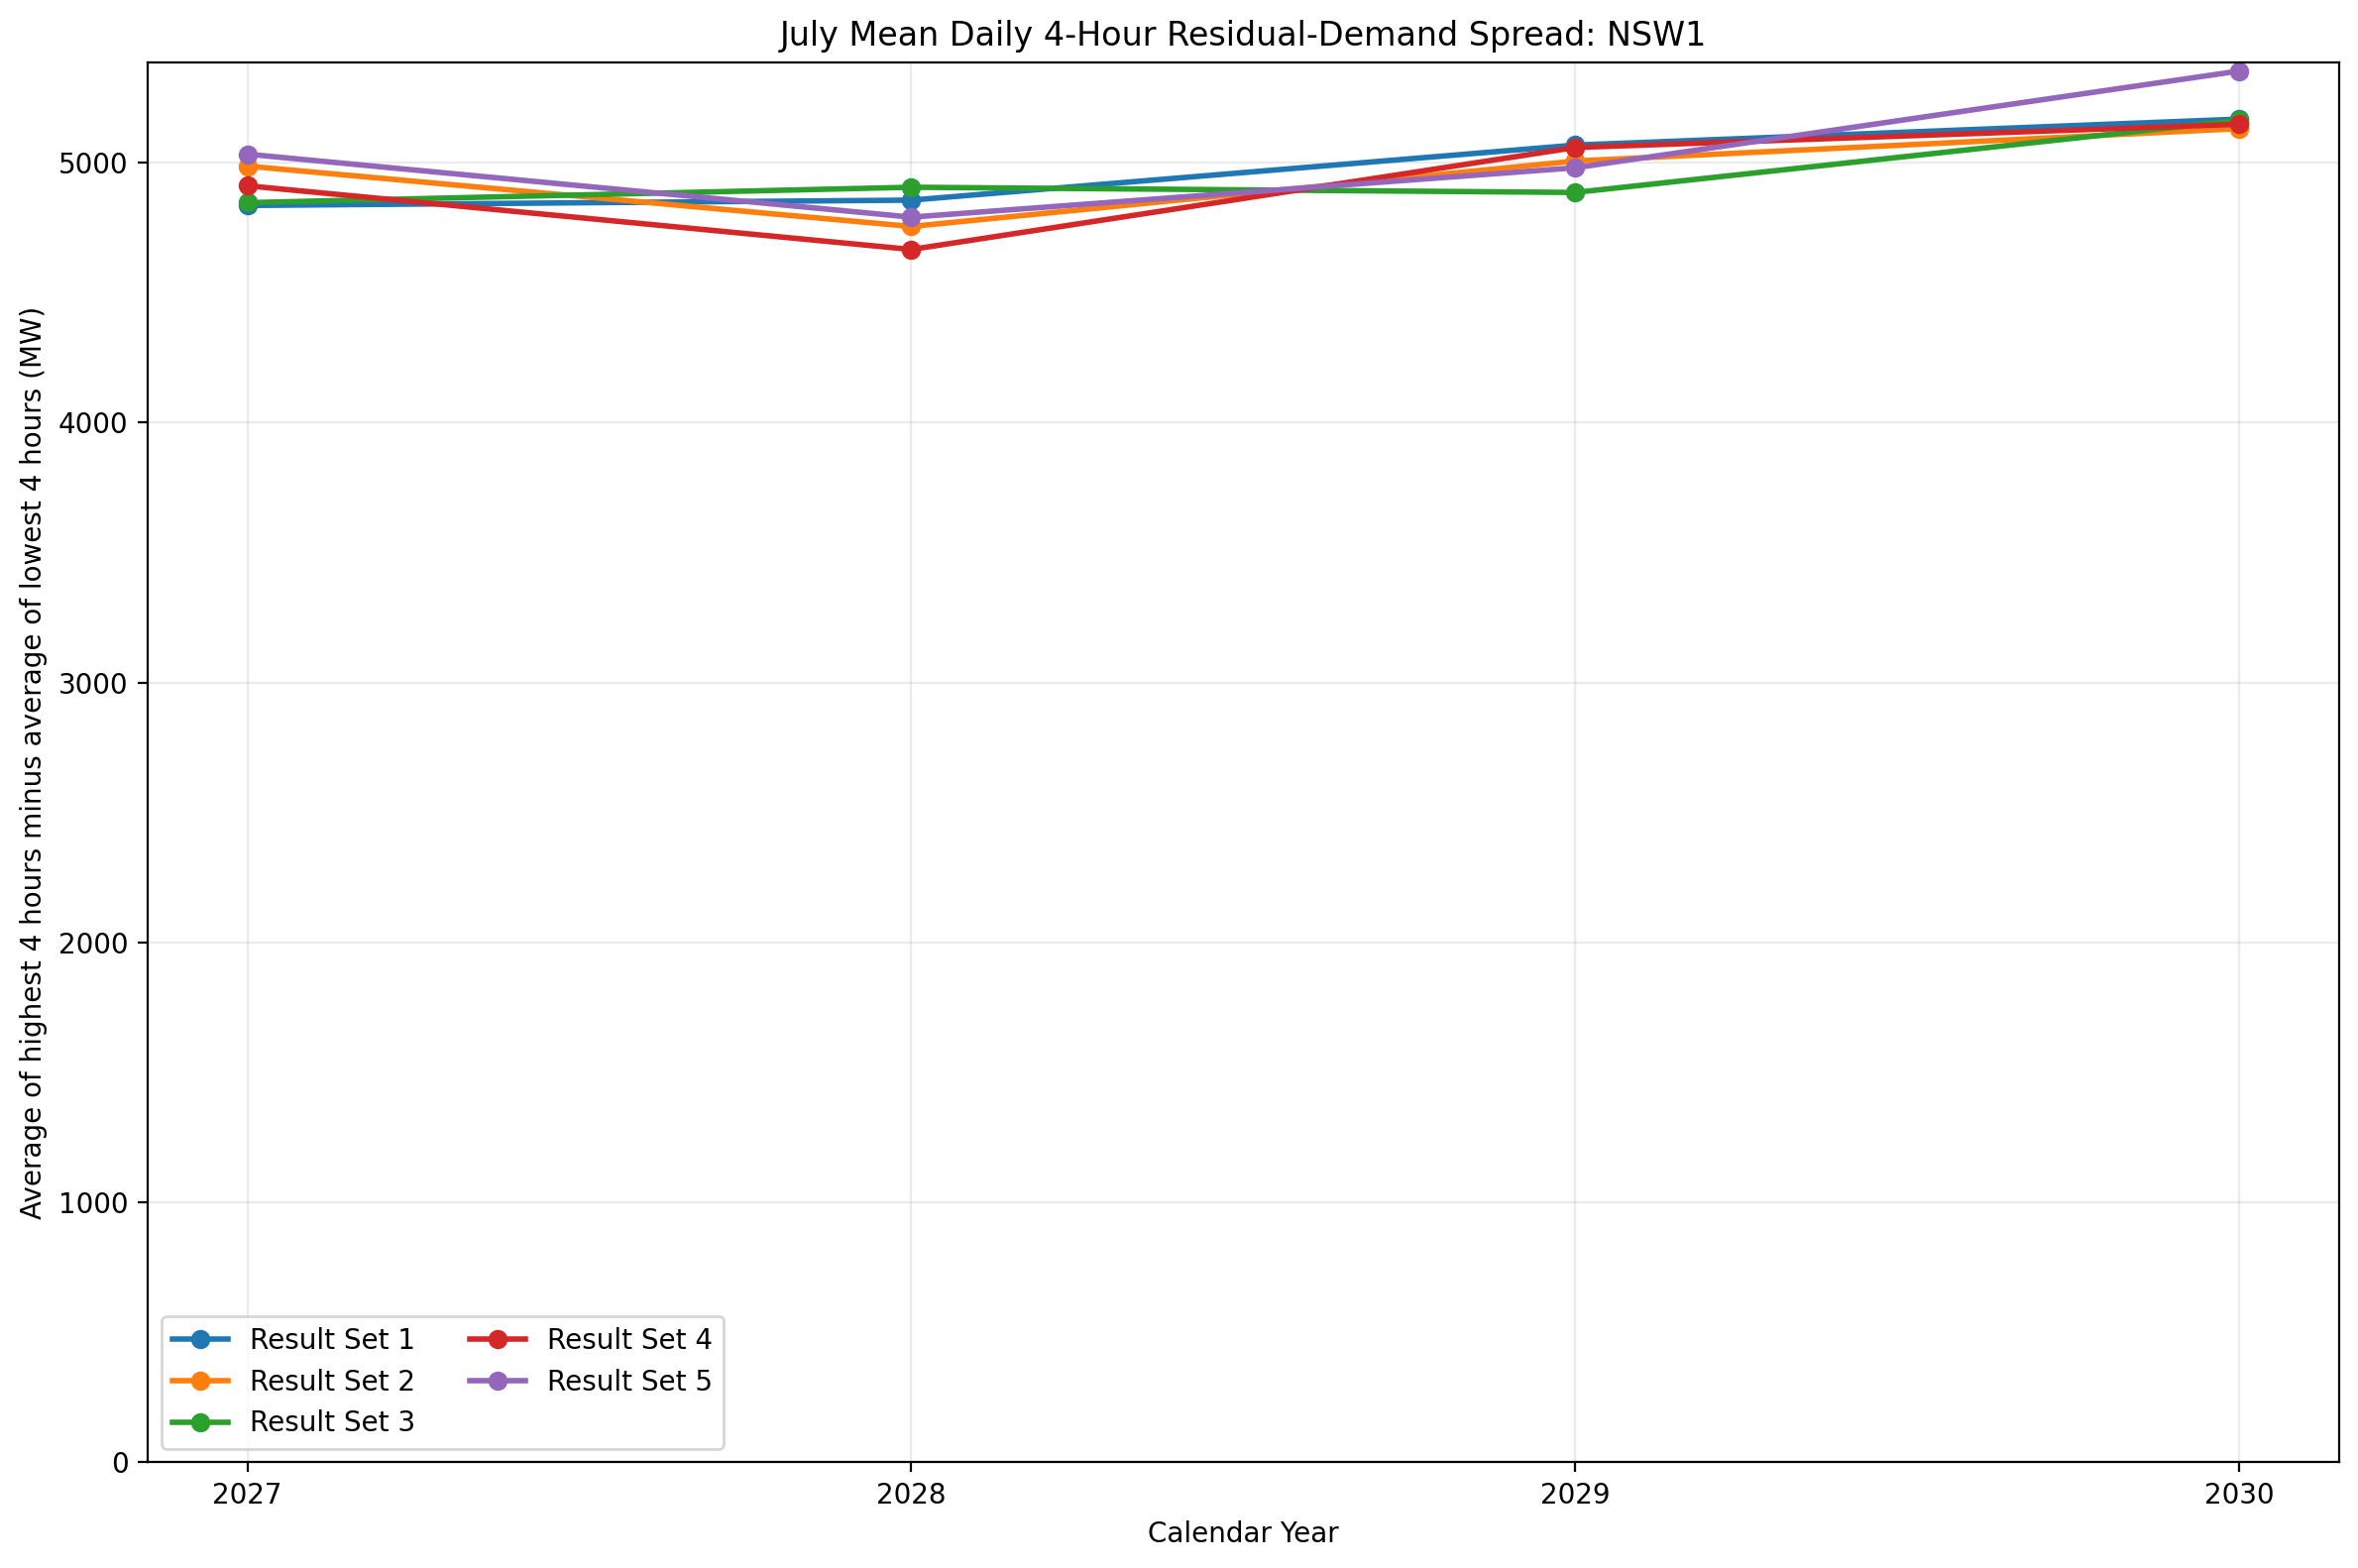 July Mean Daily 4-Hour Residual-Demand Spread: NSW1
Average of highest 4 hours minus average of lowest 4 hours (MW)
5000
4000
3000
2000
1000
0
Result Set 1
Result Set 2
Result Set 3
Result Set 4
Result Set 5
2027
2028
2029
2030
Calendar Year